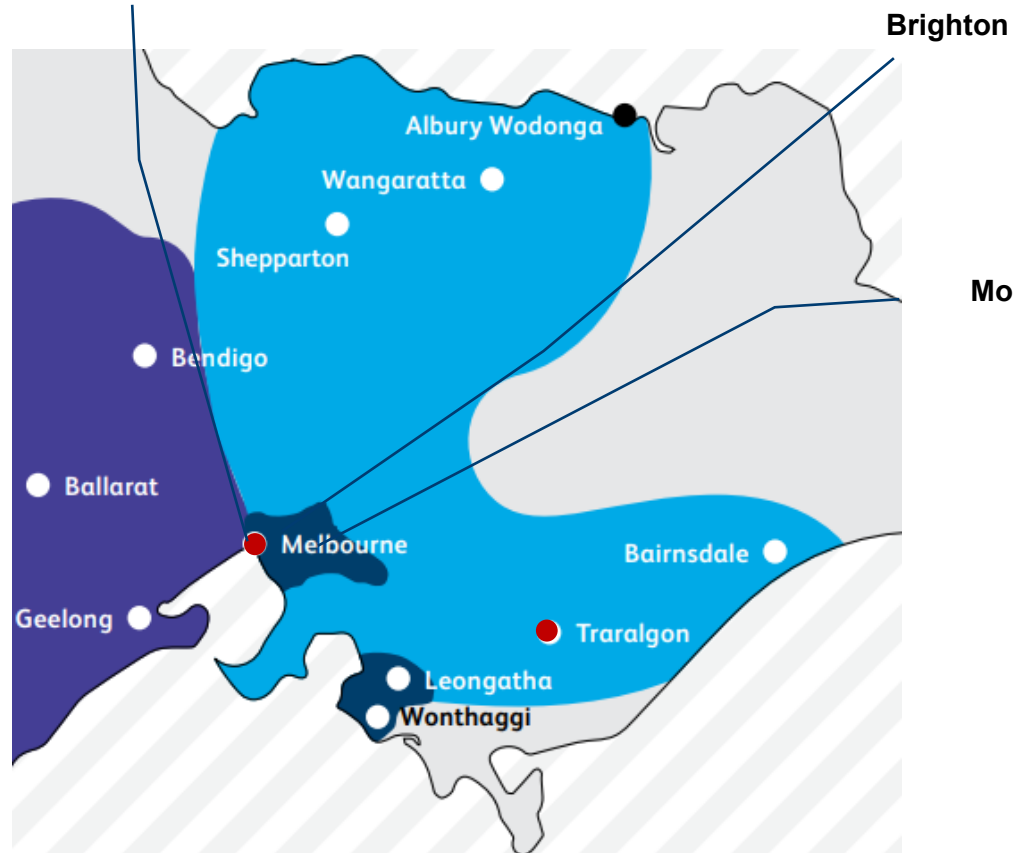 Brighton
Albury Wodonga
Wangaratta
Shepparton
Mo
Bendigo
Ballarat
Melbourne
Bairnsdale
Geelong
Traralgon
Leongatha
Wonthaggi